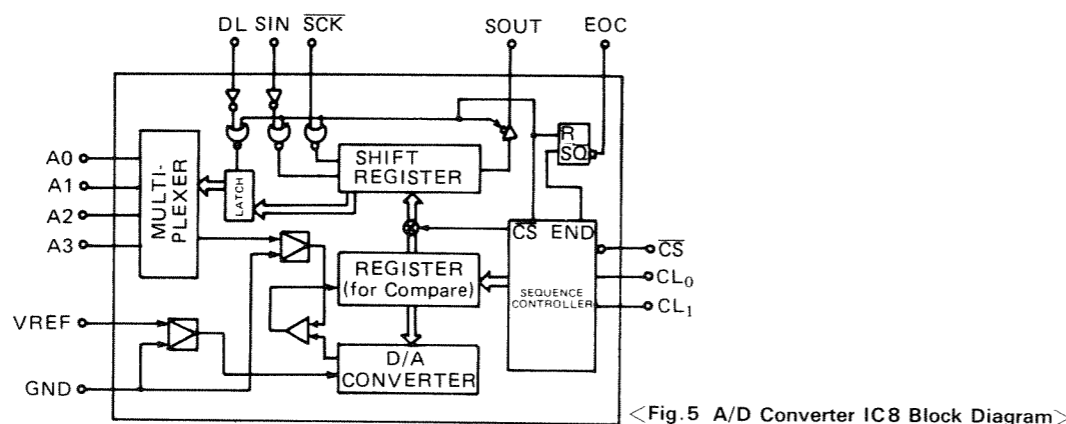 DL SIN SCK SOUT EOC
R
SQ
A0
A1
A2
A3
MULTI-
PLEXER
LATCH
SHIFT
REGISTER
CS END
CS
CL0
CL1
SEQUENCE
CONTROLLER
REGISTER
(for Compare)
VREF
GND
D/A
CONVERTER
<Fig.5 A/D Converter IC8 Block Diagram>